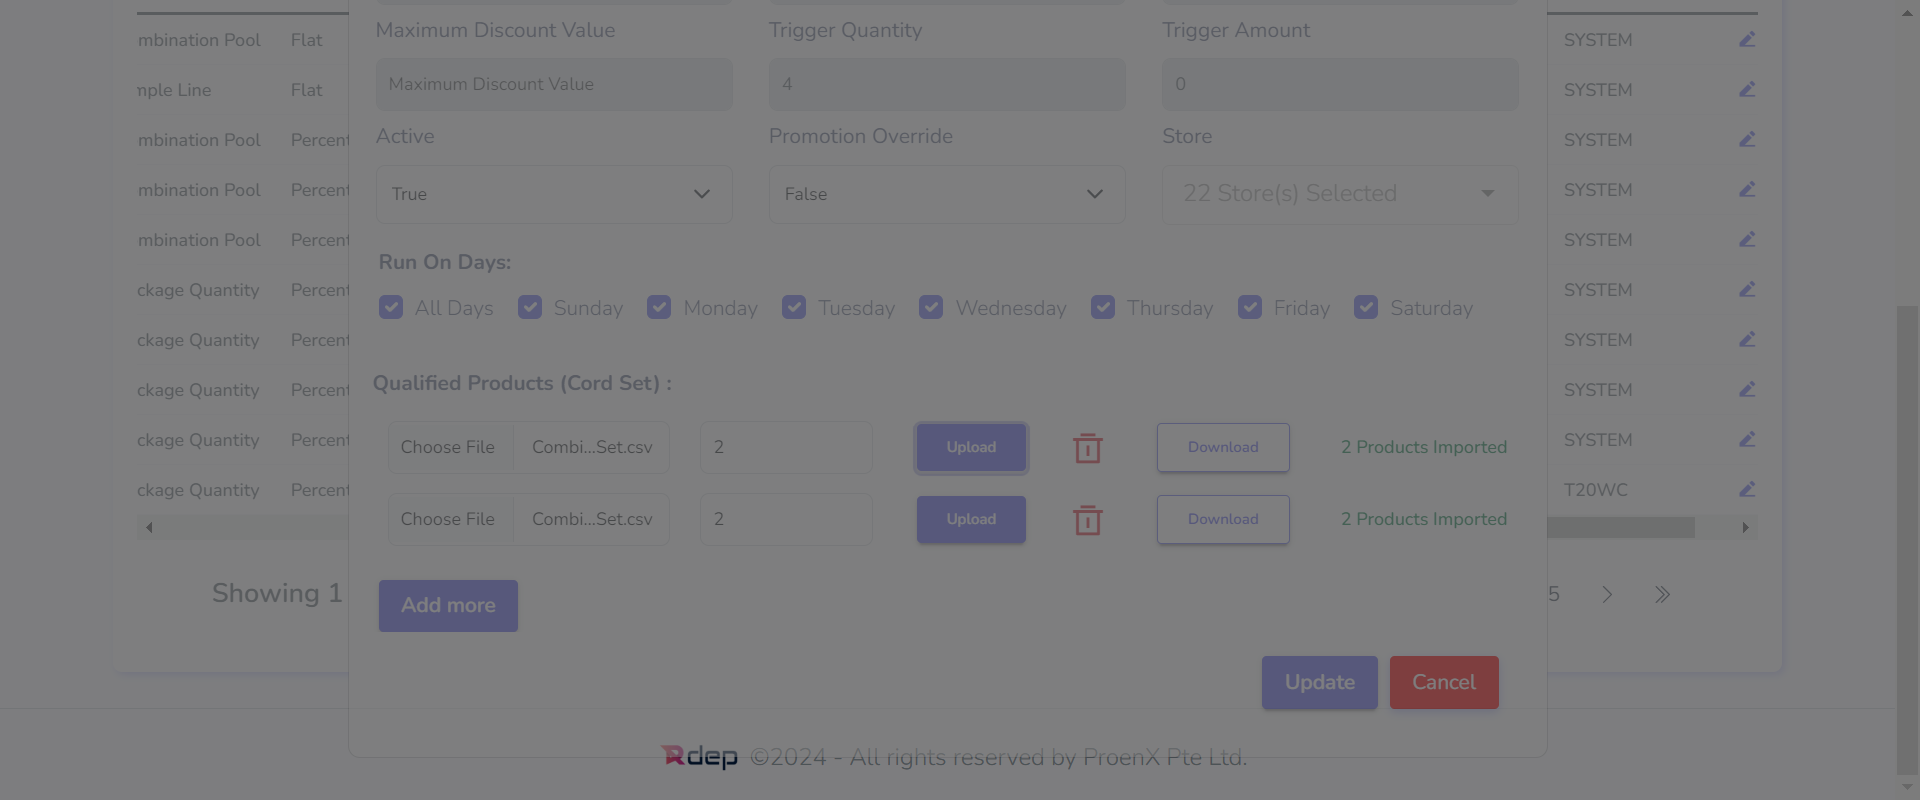 Maximum Discount Value Trigger Quantity Trigger Amount
mbination Pool Flat SYSTEM
Maximum Discount Value 4 0
mple Line Flat SYSTEM
Active Promotion Override Store
mbination Pool Percent SYSTEM
True False 22 Store(s) Selected
mbination Pool Percent SYSTEM
mbination Pool Percent SYSTEM
Run On Days:
ckage Quantity Percent SYSTEM
All Days Sunday Monday Tuesday Wednesday Thursday Friday Saturday
ckage Quantity Percent SYSTEM
Qualified Products (Cord Set) :
ckage Quantity Percent SYSTEM
ckage Quantity Percent SYSTEM
Choose File Combi...Set.csv 2 Upload Download 2 Products Imported
ckage Quantity Percent T20WC
Choose File Combi...Set.csv 2 Upload Download 2 Products Imported
Showing 1 5
Add more
Update Cancel
Rdep ©2024 - All rights reserved by ProenX Pte Ltd.